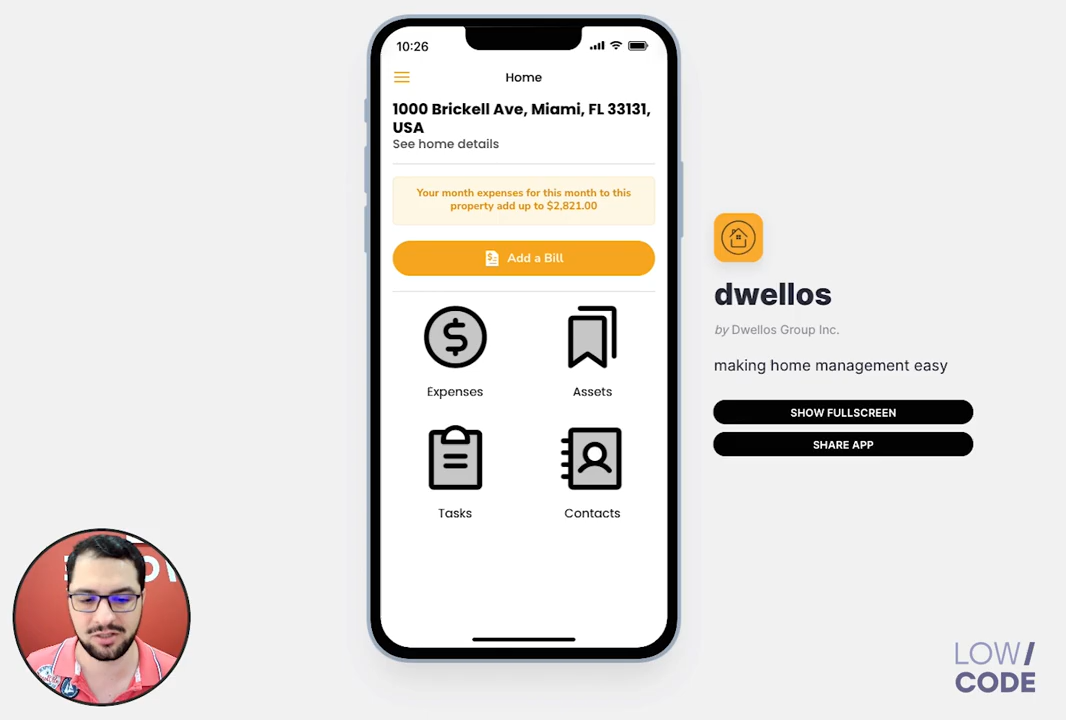 10:26
Home
1000 Brickell Ave, Miami, FL 33131,
USA
See home details
Your month expenses for this month to this
property add up to $2,821.00
Add a Bill
Expenses
Assets
Tasks
Contacts
dwellos
by Dwellos Group Inc.
making home management easy
SHOW FULLSCREEN
SHARE APP
LOW/
CODE